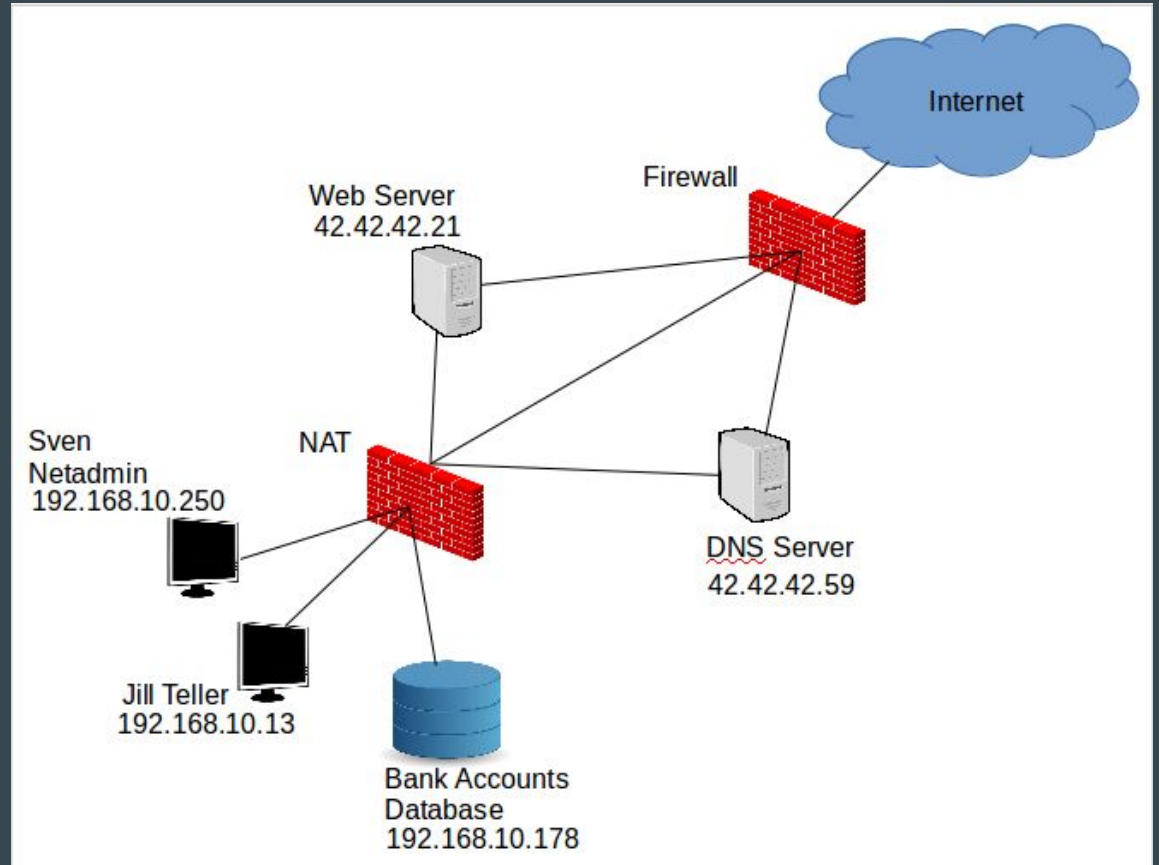 Internet
Firewall
Web Server
42.42.42.21
Sven
Netadmin
192.168.10.250
NAT
DNS Server
42.42.42.59
Jill Teller
192.168.10.13
Bank Accounts
Database
192.168.10.178